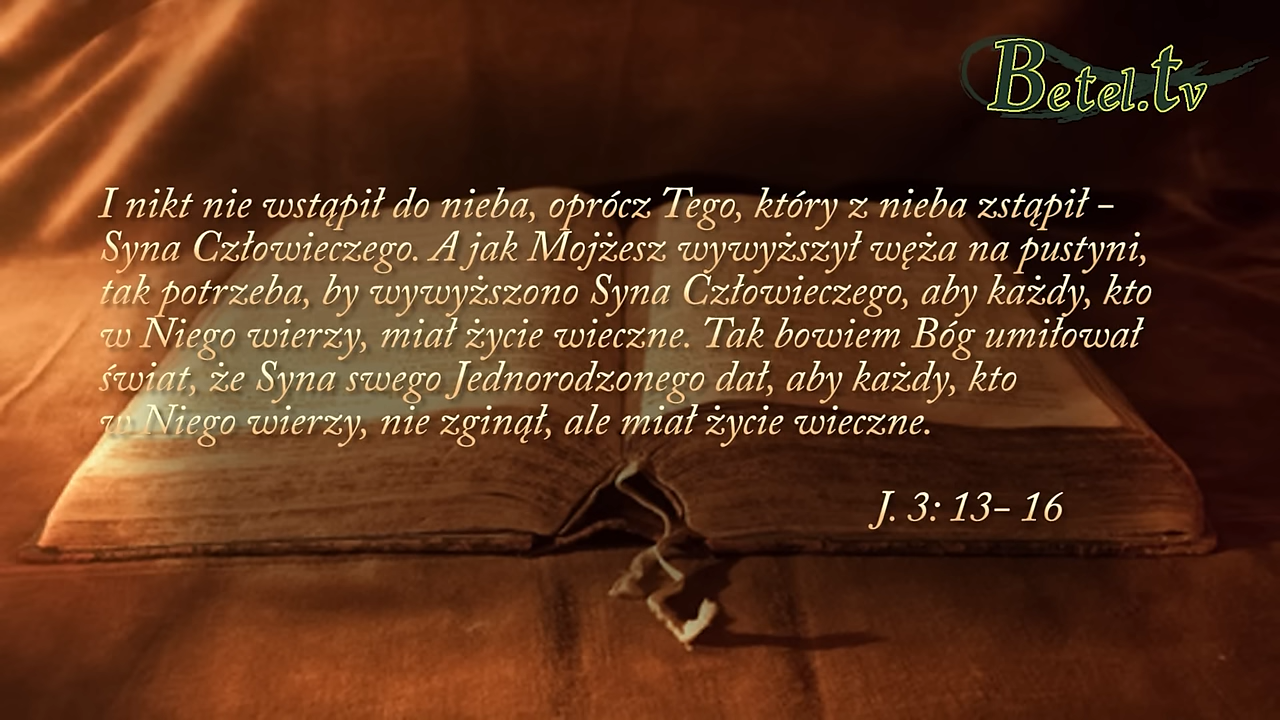 Betel.tv
I nikt nie wstąpił do nieba, oprócz Tego, który z nieba zstąpił –
Syna Człowieczego. A jak Mojżesz wywyższył węża na pustyni,
tak potrzeba, by wywyższono Syna Człowieczego, aby każdy, kto
w Niego wierzy, miał życie wieczne. Tak bowiem Bóg umiłował
świat, że Syna swego Jednorodzonego dał, aby każdy, kto
w Niego wierzy, nie zginął, ale miał życie wieczne.
J. 3: 13– 16